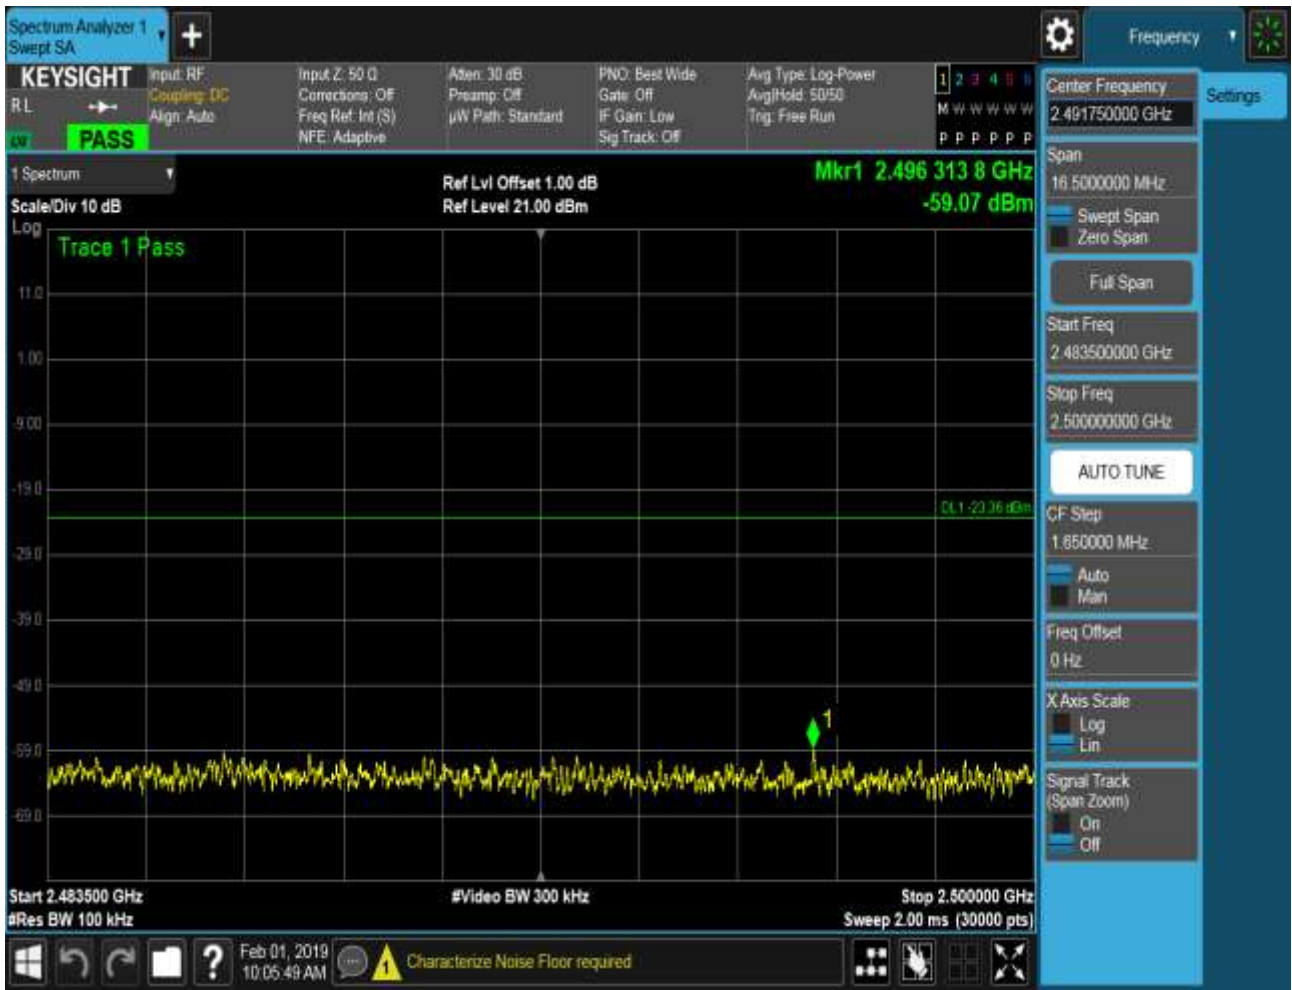 Spectrum Analyzer 1
Swept SA
+
Frequency
KEYSIGHT
R L
PASS
Input: RF
Coupling: DC
Align: Auto
Input Z: 50 Ω
Corrections: Off
Freq Ref: Int (S)
NFE: Adaptive
Atten: 30 dB
Preamp: Off
µW Path: Standard
PNO: Best Wide
Gate: Off
IF Gain: Low
Sig Track: Off
Avg Type: Log-Power
Avg|Hold: 50/50
Trig: Free Run
1 2 3 4 5 6
M W W W W W
P P P P P P
1 Spectrum
Scale/Div 10 dB
Log
Ref Lvl Offset 1.00 dB
Ref Level 21.00 dBm
Mkr1 2.496 313 8 GHz
-59.07 dBm
Trace 1 Pass
11.0
1.00
-9.00
-19.0
-29.0
-39.0
-49.0
-59.0
-69.0
DL1 -23.36 dBm
1
Start 2.483500 GHz
#Res BW 100 kHz
#Video BW 300 kHz
Stop 2.500000 GHz
Sweep 2.00 ms (30000 pts)
Center Frequency
2.491750000 GHz
Settings
Span
16.5000000 MHz
Swept Span
Zero Span
Full Span
Start Freq
2.483500000 GHz
Stop Freq
2.500000000 GHz
AUTO TUNE
CF Step
1.650000 MHz
Auto
Man
Freq Offset
0 Hz
X Axis Scale
Log
Lin
Signal Track
(Span Zoom)
On
Off
?
Feb 01, 2019
10:05:49 AM
1
Characterize Noise Floor required